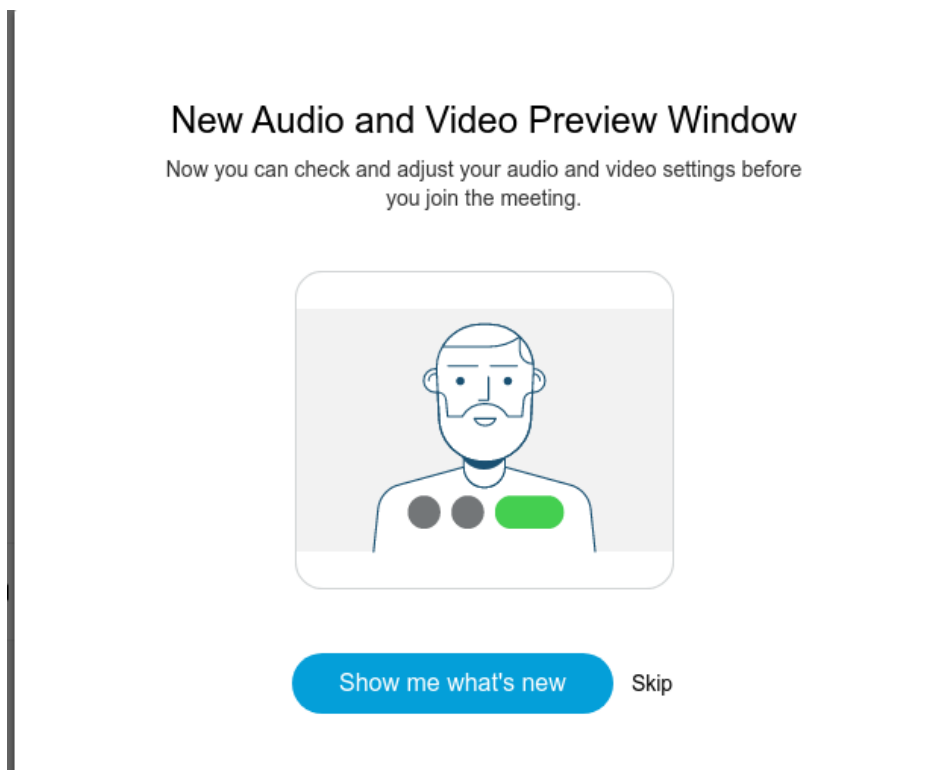 New Audio and Video Preview Window
Now you can check and adjust your audio and video settings before
you join the meeting.
Show me what's new
Skip